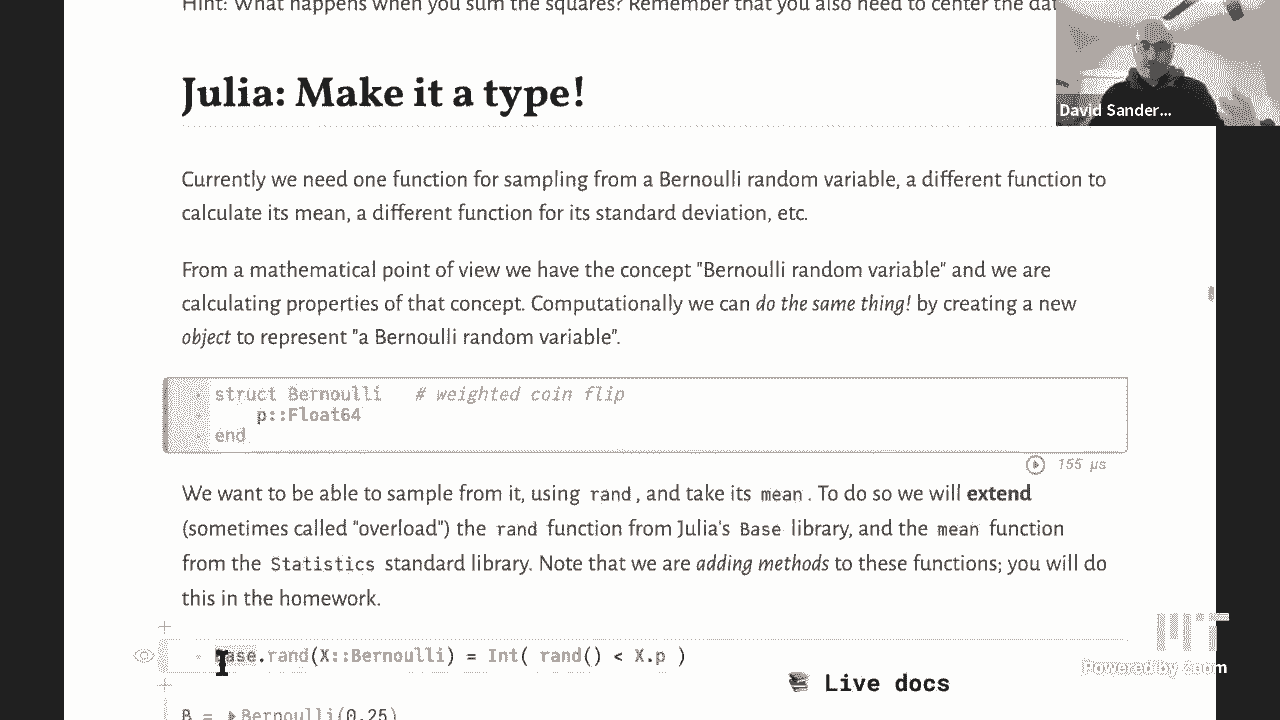 Hint: What happens when you sum the squares? Remember that you also need to center the dat
David Sander...
Julia: Make it a type!
Currently we need one function for sampling from a Bernoulli random variable, a different function to
calculate its mean, a different function for its standard deviation, etc.
From a mathematical point of view we have the concept "Bernoulli random variable" and we are
calculating properties of that concept. Computationally we can do the same thing! by creating a new
object to represent "a Bernoulli random variable".
struct Bernoulli # weighted coin flip
p::Float64
end
155 μs
We want to be able to sample from it, using rand, and take its mean. To do so we will extend
(sometimes called "overload") the rand function from Julia's Base library, and the mean function
from the Statistics standard library. Note that we are adding methods to these functions; you will do
this in the homework.
Base.rand(X::Bernoulli) = Int( rand() < X.p )
Live docs
B = Bernoulli(0.25)
MIT
Powered by Zoom